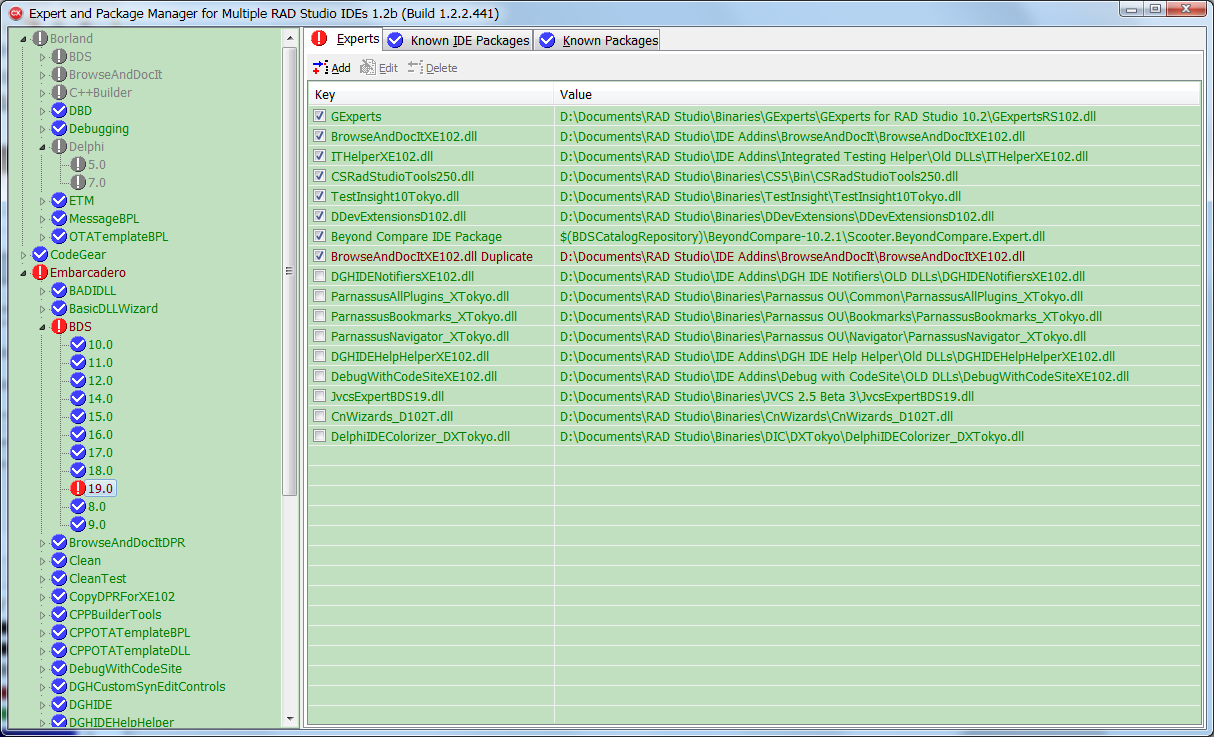 Expert and Package Manager for Multiple RAD Studio IDEs 1.2b (Build 1.2.2.441)
Borland
BDS
BrowseAndDocIt
C++Builder
DBD
Debugging
Delphi
5.0
7.0
ETM
MessageBPL
OTATemplateBPL
CodeGear
Embarcadero
BADIDLL
BasicDLLWizard
BDS
10.0
11.0
12.0
14.0
15.0
16.0
17.0
18.0
19.0
8.0
9.0
BrowseAndDocItDPR
Clean
CleanTest
CopyDPRForXE102
CPPBuilderTools
CPPOTATemplateBPL
CPPOTATemplateDLL
DebugWithCodeSite
DGHCustomSynEditControls
DGHIDE
DGHIDEHelpHelper
Experts Known IDE Packages Known Packages
Add Edit Delete
Key Value
GExperts D:\Documents\RAD Studio\Binaries\GExperts\GExperts for RAD Studio 10.2\GExpertsRS102.dll
BrowseAndDocItXE102.dll D:\Documents\RAD Studio\IDE Addins\BrowseAndDocIt\BrowseAndDocItXE102.dll
ITHelperXE102.dll D:\Documents\RAD Studio\IDE Addins\Integrated Testing Helper\Old DLLs\ITHelperXE102.dll
CSRadStudioTools250.dll D:\Documents\RAD Studio\Binaries\CS5\Bin\CSRadStudioTools250.dll
TestInsight10Tokyo.dll D:\Documents\RAD Studio\Binaries\TestInsight\TestInsight10Tokyo.dll
DDevExtensionsD102.dll D:\Documents\RAD Studio\Binaries\DDevExtensions\DDevExtensionsD102.dll
Beyond Compare IDE Package $(BDSCatalogRepository)\BeyondCompare-10.2.1\Scooter.BeyondCompare.Expert.dll
BrowseAndDocItXE102.dll Duplicate D:\Documents\RAD Studio\IDE Addins\BrowseAndDocIt\BrowseAndDocItXE102.dll
DGHIDENotifiersXE102.dll D:\Documents\RAD Studio\IDE Addins\DGH IDE Notifiers\OLD DLLs\DGHIDENotifiersXE102.dll
ParnassusAllPlugins_XTokyo.dll D:\Documents\RAD Studio\Binaries\Parnassus OU\Common\ParnassusAllPlugins_XTokyo.dll
ParnassusBookmarks_XTokyo.dll D:\Documents\RAD Studio\Binaries\Parnassus OU\Bookmarks\ParnassusBookmarks_XTokyo.dll
ParnassusNavigator_XTokyo.dll D:\Documents\RAD Studio\Binaries\Parnassus OU\Navigator\ParnassusNavigator_XTokyo.dll
DGHIDEHelpHelperXE102.dll D:\Documents\RAD Studio\IDE Addins\DGH IDE Help Helper\Old DLLs\DGHIDEHelpHelperXE102.dll
DebugWithCodeSiteXE102.dll D:\Documents\RAD Studio\IDE Addins\Debug with CodeSite\OLD DLLs\DebugWithCodeSiteXE102.dll
JvcsExpertBDS19.dll D:\Documents\RAD Studio\Binaries\JVCS 2.5 Beta 3\JvcsExpertBDS19.dll
CnWizards_D102T.dll D:\Documents\RAD Studio\Binaries\CnWizards\CnWizards_D102T.dll
DelphiIDEColorizer_DXTokyo.dll D:\Documents\RAD Studio\Binaries\DIC\DXTokyo\DelphiIDEColorizer_DXTokyo.dll